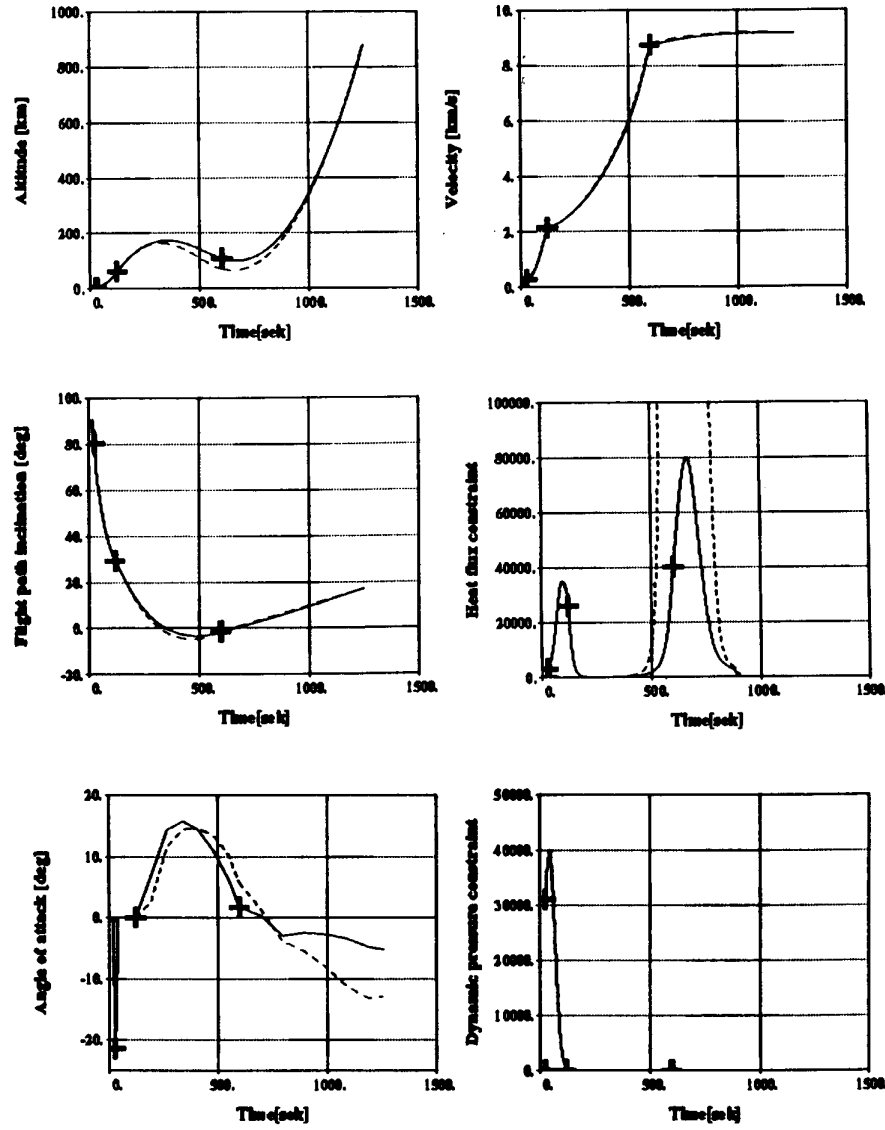 Altitude [km]
1000.
800.
600.
400.
200.
0.
0. 500. 1000. 1500.
Time[sek]
Velocity [km/s]
10.
8.
6.
4.
2.
0.
0. 500. 1000. 1500.
Time[sek]
Flight path inclination [deg]
100.
80.
60.
40.
20.
0.
-20.
0. 500. 1000. 1500.
Time[sek]
Heat flux constraint
100000.
80000.
60000.
40000.
20000.
0.
0. 500. 1000. 1500.
Time[sek]
Angle of attack [deg]
20.
10.
0.
-10.
-20.
0. 500. 1000. 1500.
Time[sek]
Dynamic pressure constraint
50000.
40000.
30000.
20000.
10000.
0.
0. 500. 1000. 1500.
Time[sek]